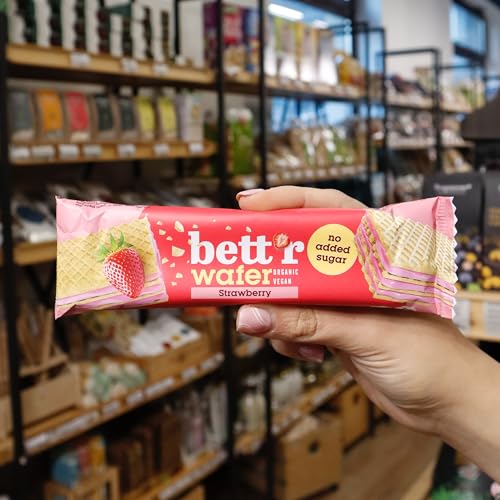 bett'r
wafer
ORGANIC
VEGAN
Strawberry
no
added
sugar